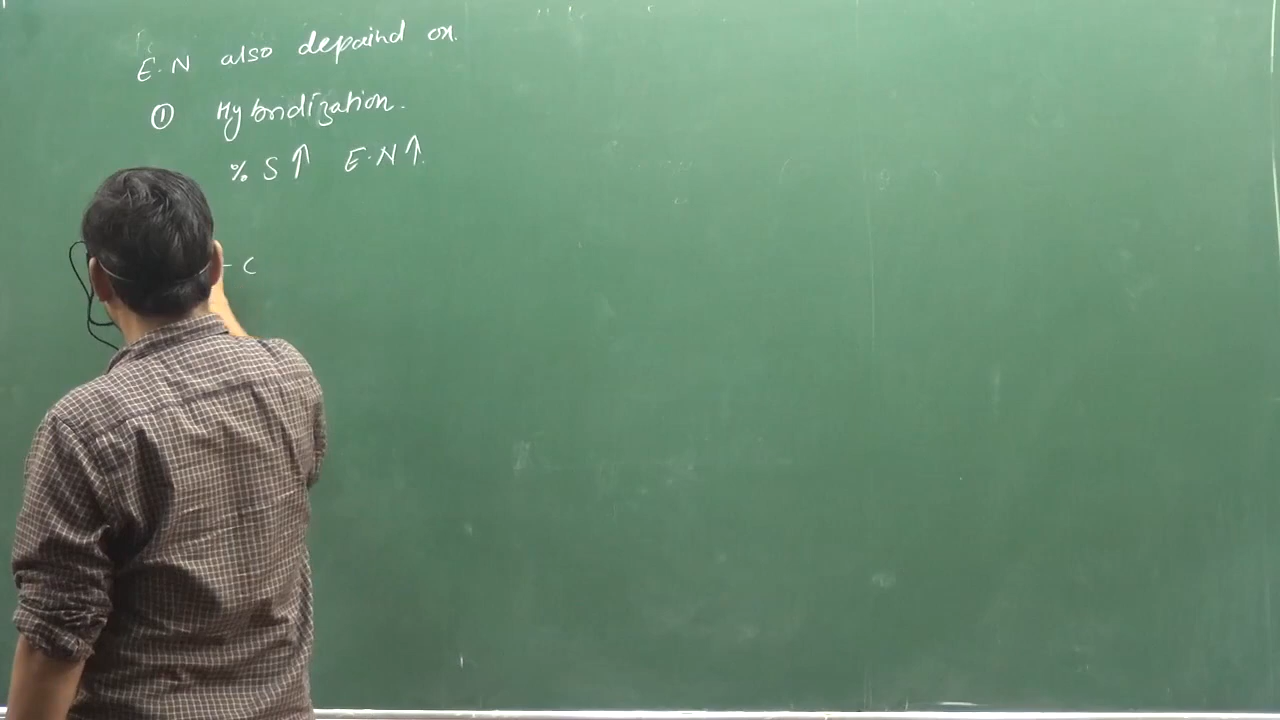 E.N also depaind on.
① Hybridization.
% S ↑ E.N ↑.
- C